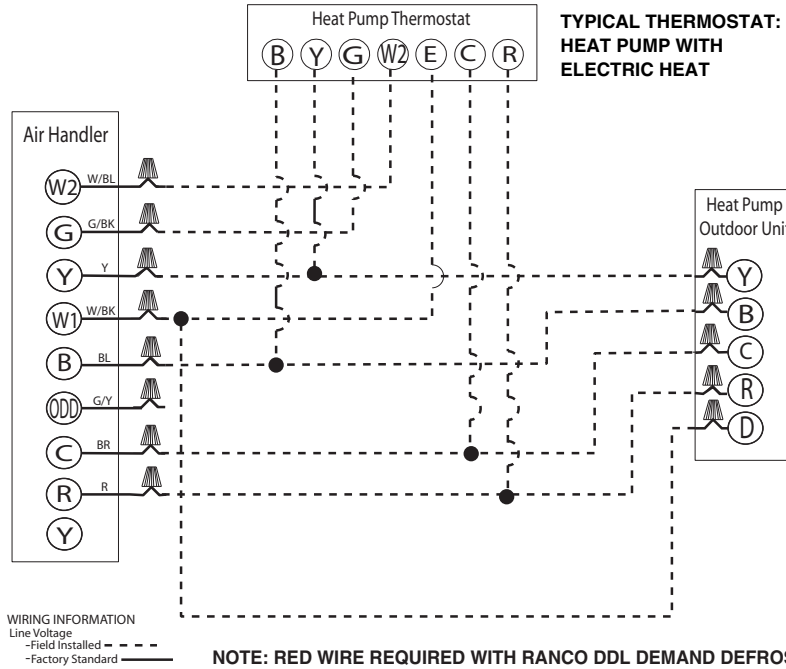 Heat Pump Thermostat
TYPICAL THERMOSTAT:
HEAT PUMP WITH
ELECTRIC HEAT
B Y G W2 E C R
Air Handler
W2 W/BL
G G/BK
Y Y
W1 W/BK
B BL
ODD G/Y
C BR
R R
Y
Heat Pump
Outdoor Unit
Y
B
C
R
D
WIRING INFORMATION
Line Voltage
-Field Installed
-Factory Standard
NOTE: RED WIRE REQUIRED WITH RANCO DDL DEMAND DEFROS